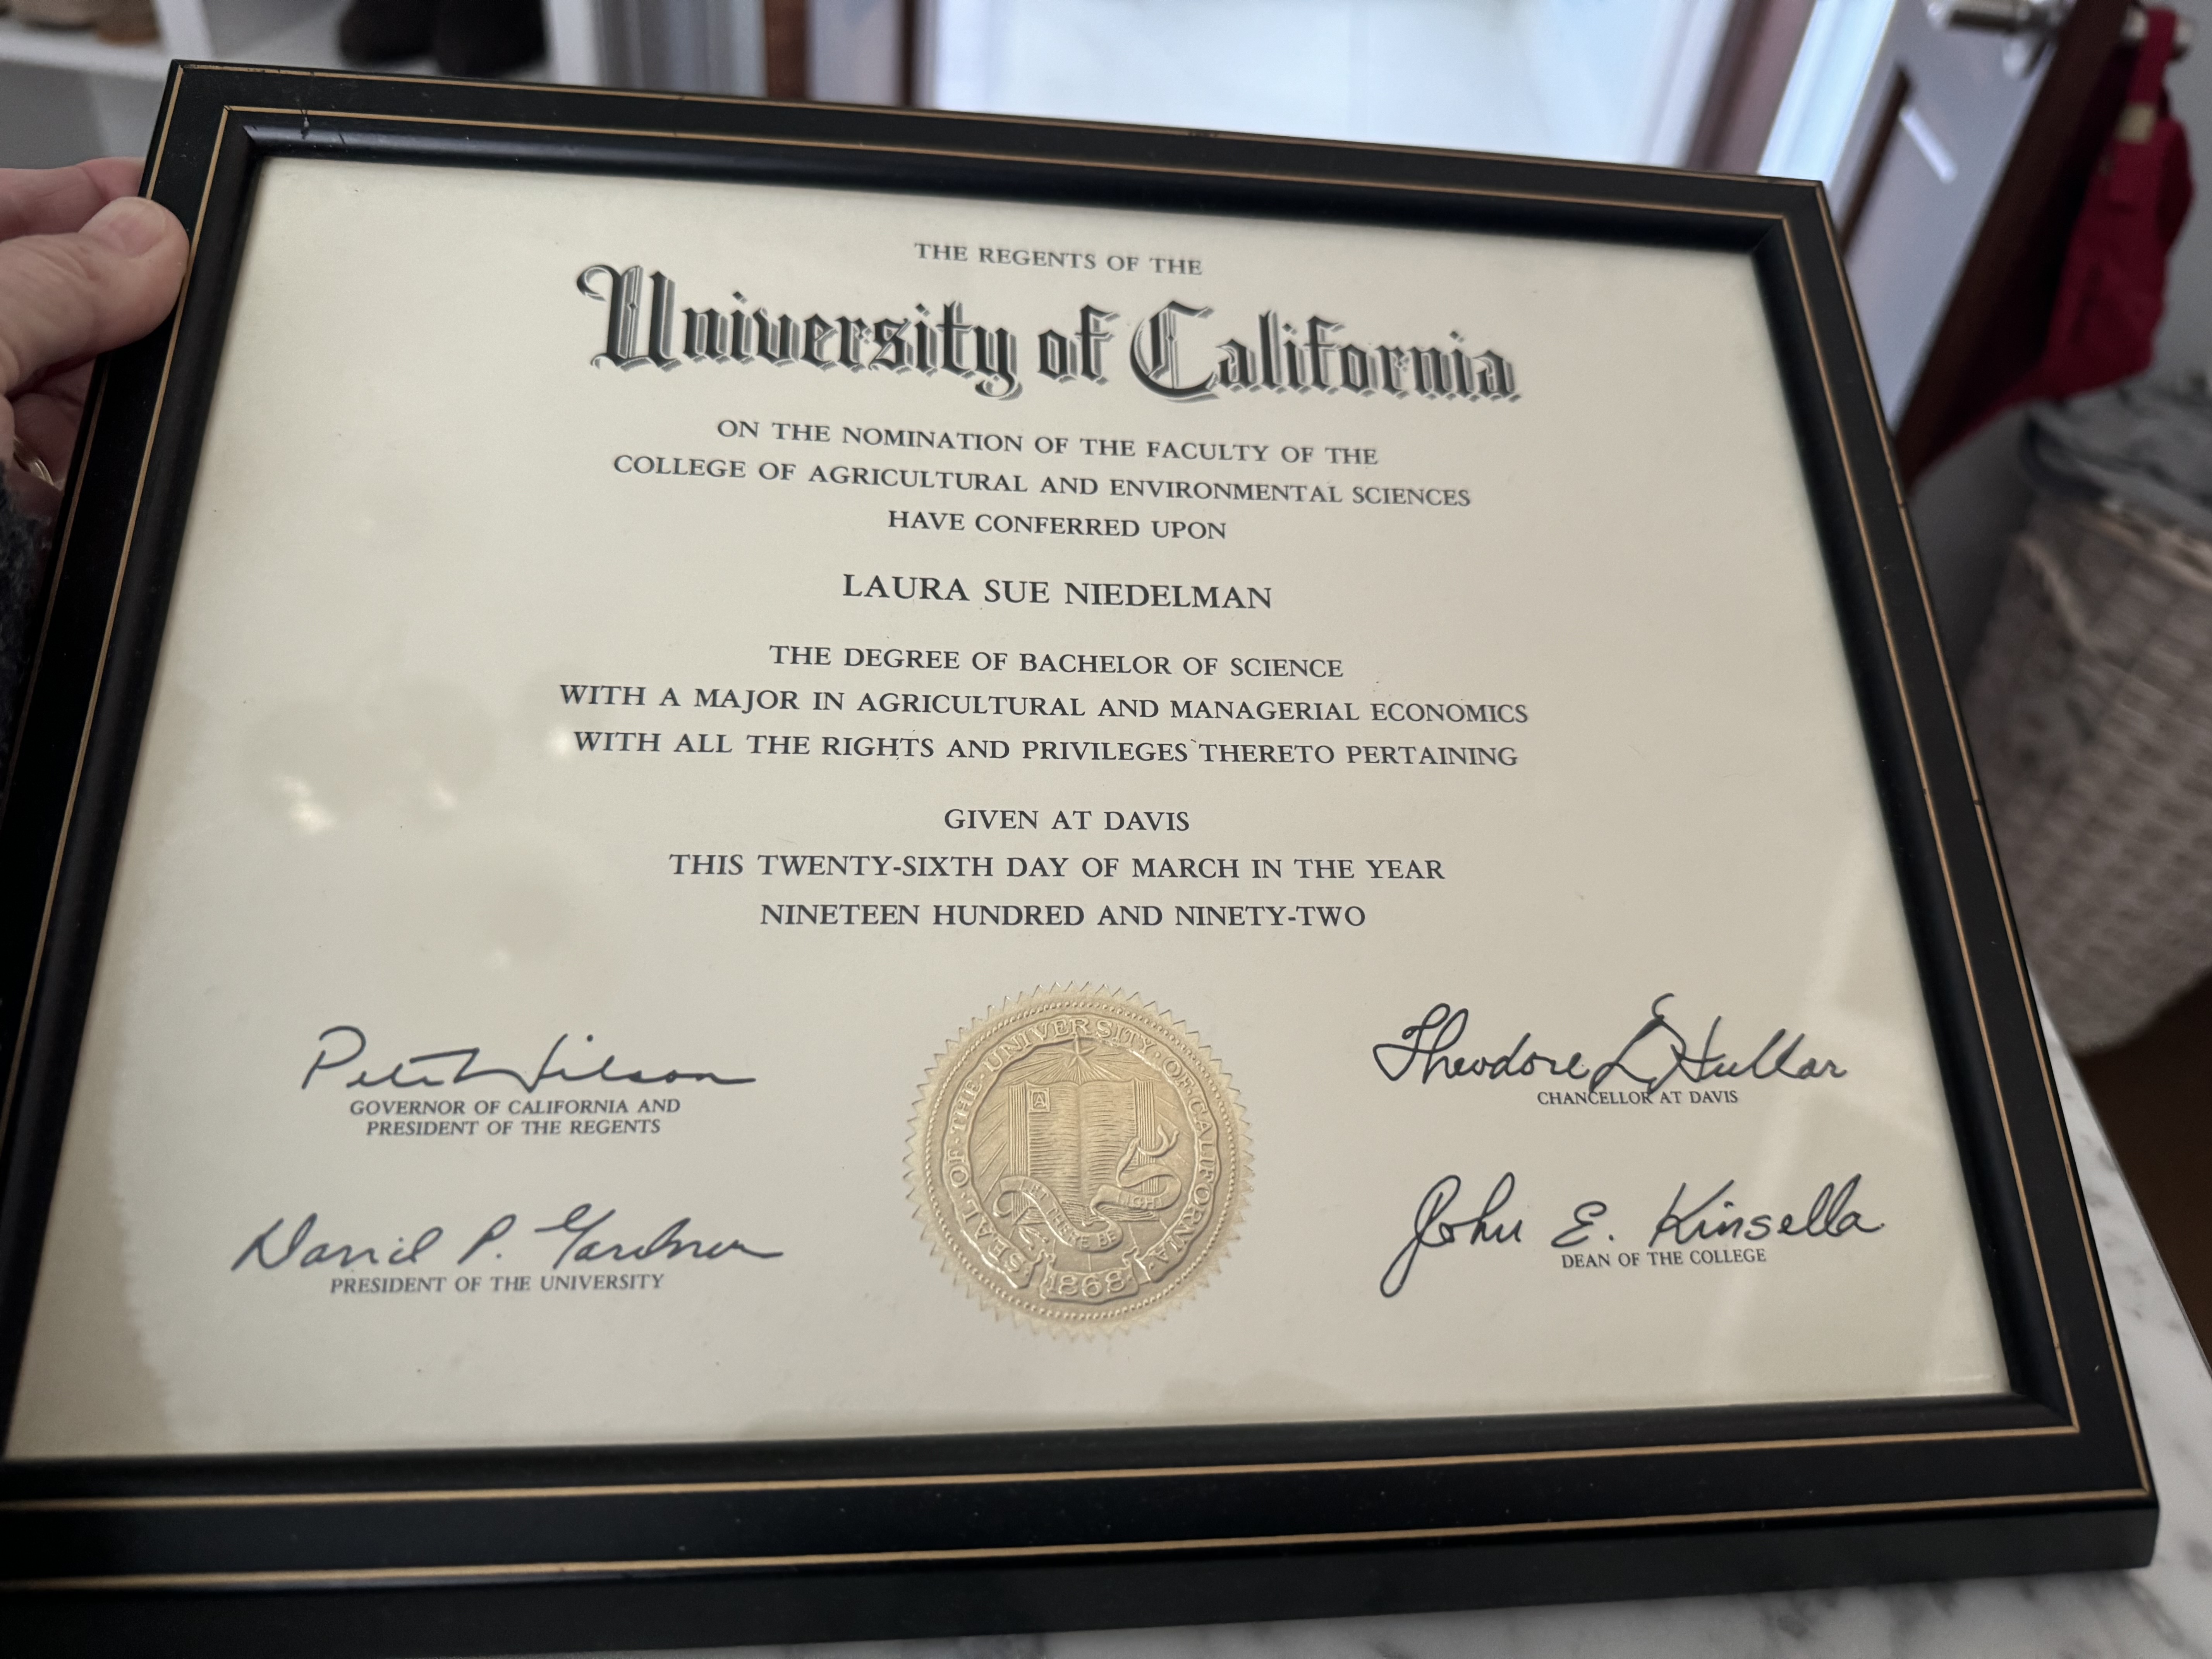 THE REGENTS OF THE
University of California
ON THE NOMINATION OF THE FACULTY OF THE
COLLEGE OF AGRICULTURAL AND ENVIRONMENTAL SCIENCES
HAVE CONFERRED UPON
LAURA SUE NIEDELMAN
THE DEGREE OF BACHELOR OF SCIENCE
WITH A MAJOR IN AGRICULTURAL AND MANAGERIAL ECONOMICS
WITH ALL THE RIGHTS AND PRIVILEGES THERETO PERTAINING
GIVEN AT DAVIS
THIS TWENTY-SIXTH DAY OF MARCH IN THE YEAR
NINETEEN HUNDRED AND NINETY-TWO
Pete Wilson
GOVERNOR OF CALIFORNIA AND
PRESIDENT OF THE REGENTS
David P. Gardner
PRESIDENT OF THE UNIVERSITY
SEAL OF THE UNIVERSITY OF CALIFORNIA
A
LET THERE BE LIGHT
1868
Theodore L Hullar
CHANCELLOR AT DAVIS
John E. Kinsella
DEAN OF THE COLLEGE